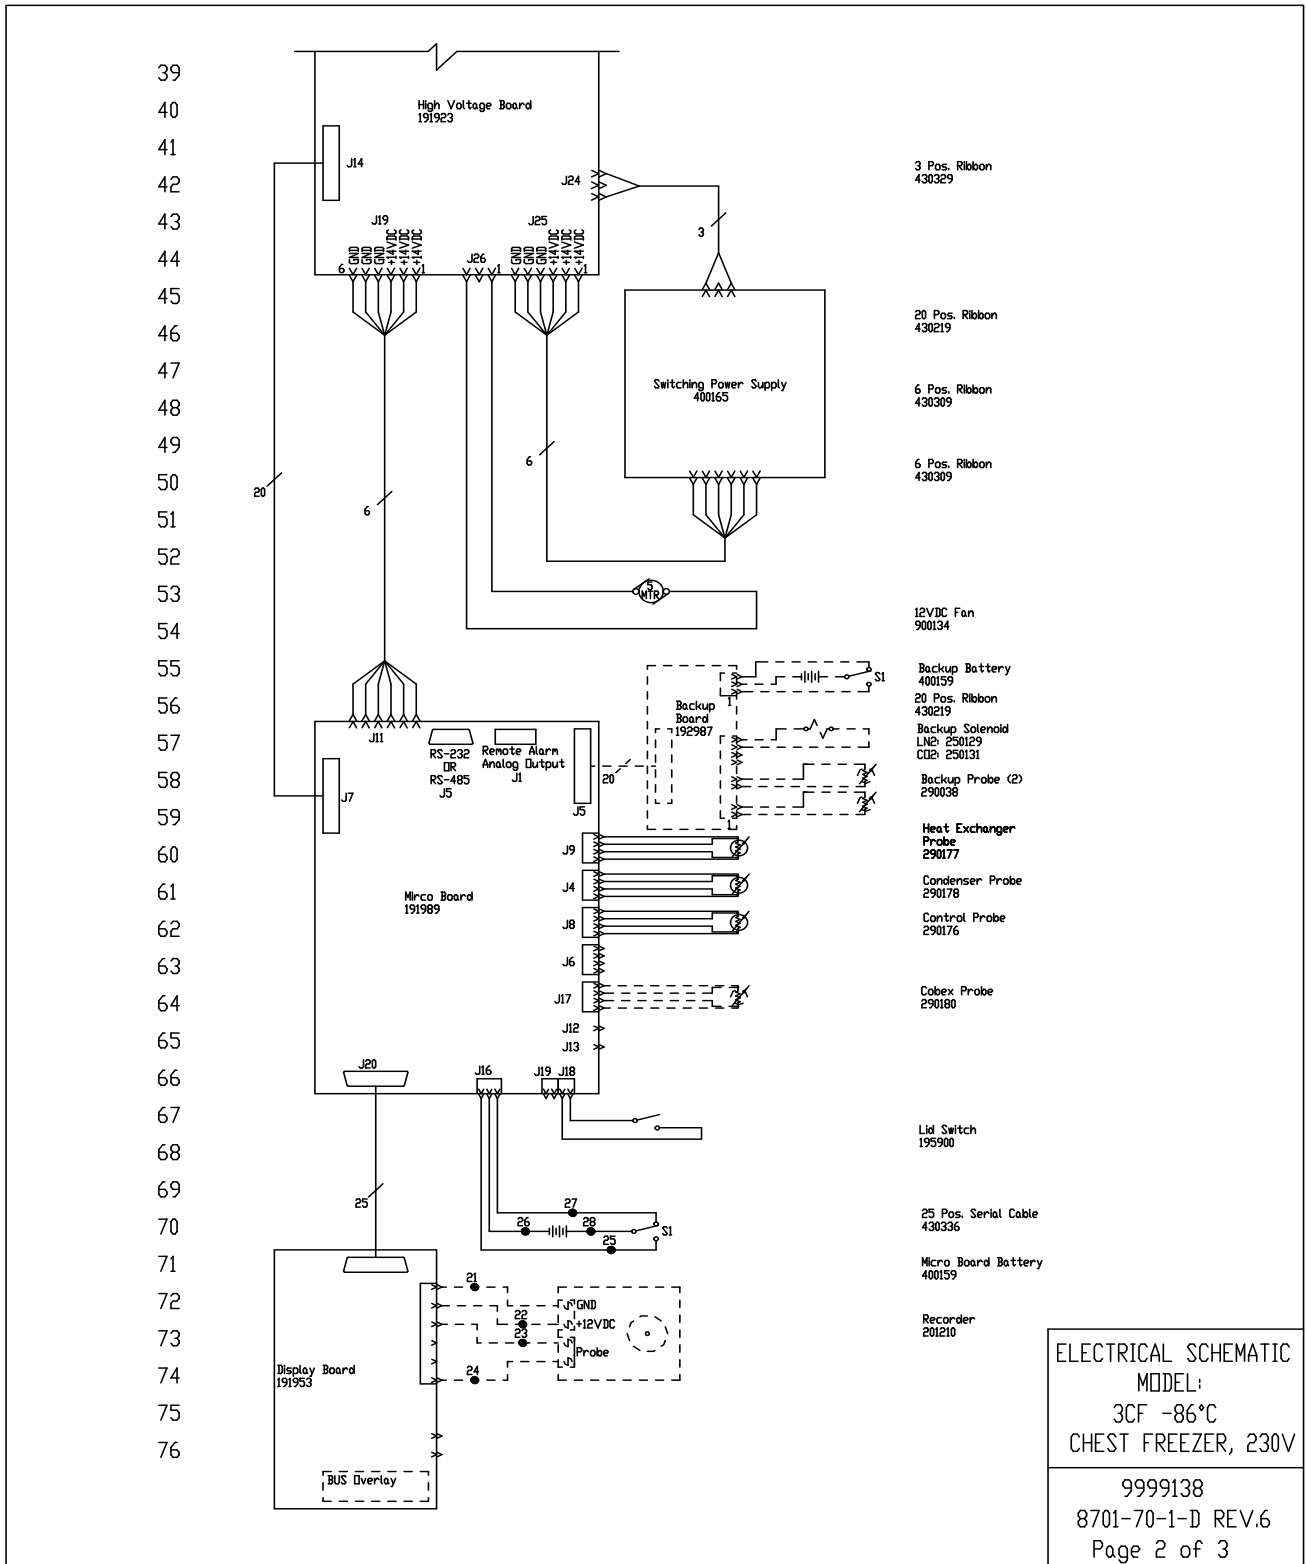 39
40
41
42
43
44
45
46
47
48
49
50
51
52
53
54
55
56
57
58
59
60
61
62
63
64
65
66
67
68
69
70
71
72
73
74
75
76
High Voltage Board
191923
J14
J24
J19
GND
GND
GND
+14VDC
+14VDC
+14VDC
6
1
J26
1
J25
GND
GND
GND
+14VDC
+14VDC
+14VDC
1
3
Switching Power Supply
400165
20
6
6
5
MTR
J11
RS-232
OR
RS-485
J5
Remote Alarm
Analog Output
J1
J5
J7
20
Backup
Board
192987
1
1
S1
Mirco Board
191989
J9
J4
J8
J6
J17
J12
J13
J20
J16
J19
J18
25
27
26
28
25
S1
21
22
23
24
GND
+12VDC
Probe
Display Board
191953
BUS Overlay
3 Pos. Ribbon
430329
20 Pos. Ribbon
430219
6 Pos. Ribbon
430309
6 Pos. Ribbon
430309
12VDC Fan
900134
Backup Battery
400159
20 Pos. Ribbon
430219
Backup Solenoid
LN2: 250129
CO2: 250131
Backup Probe (2)
290038
Heat Exchanger
Probe
290177
Condenser Probe
290178
Control Probe
290176
Cobex Probe
290180
Lid Switch
195900
25 Pos. Serial Cable
430336
Micro Board Battery
400159
Recorder
201210
ELECTRICAL SCHEMATIC
MODEL:
3CF -86°C
CHEST FREEZER, 230V
9999138
8701-70-1-D REV.6
Page 2 of 3